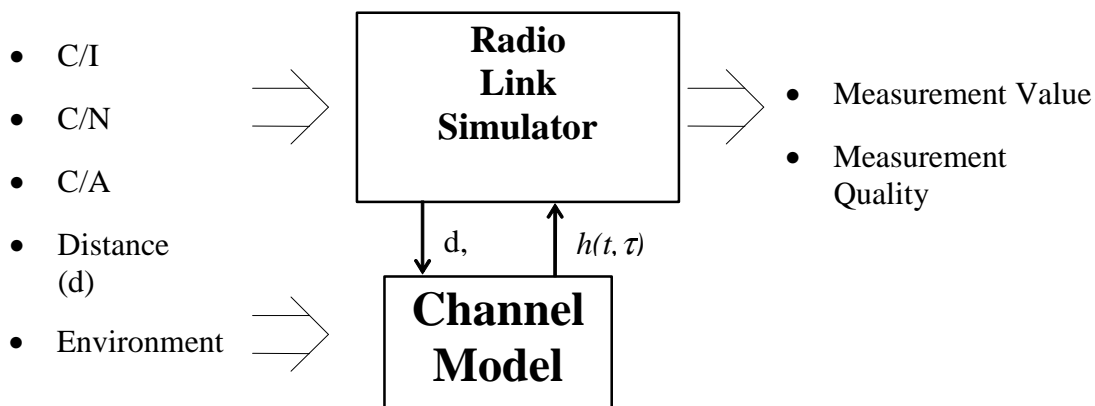 • C/I
• C/N
• C/A
• Distance
(d)
• Environment
Radio
Link
Simulator
d,
h(t, τ)
Channel
Model
• Measurement Value
• Measurement
Quality